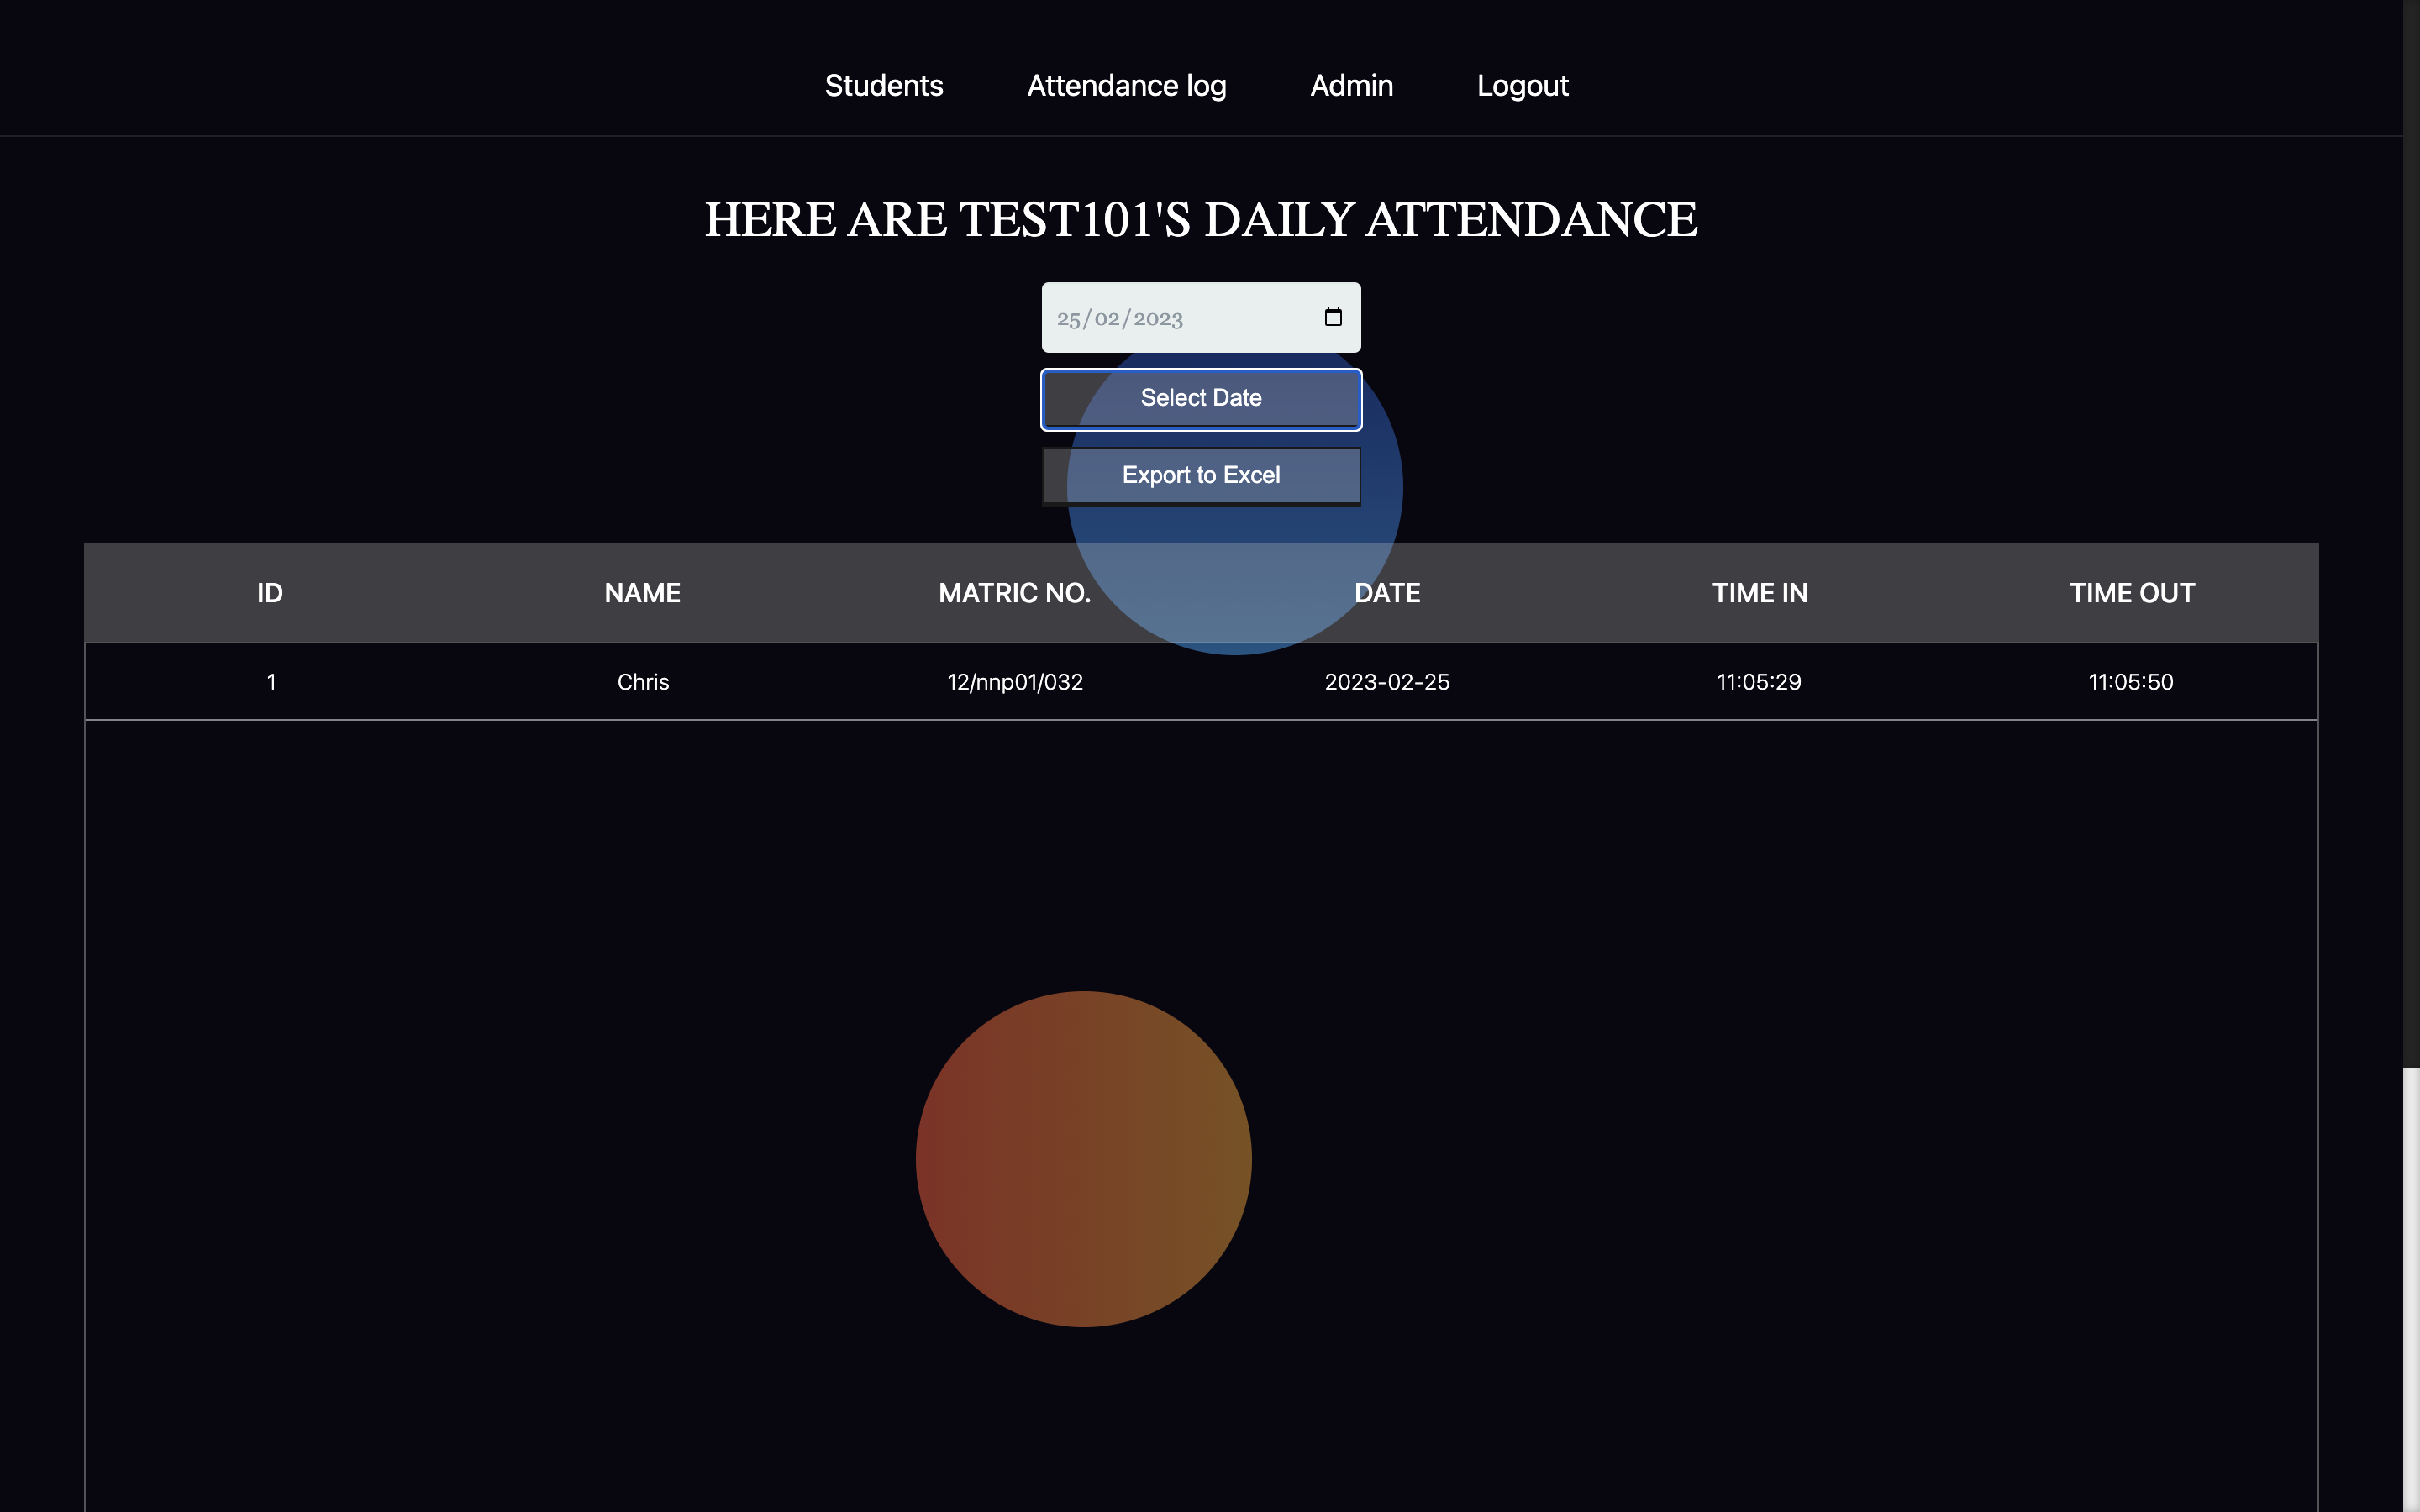 Students Attendance log Admin Logout
HERE ARE TEST101'S DAILY ATTENDANCE
25/02/2023
Select Date
Export to Excel
ID NAME MATRIC NO. DATE TIME IN TIME OUT
1 Chris 12/nnp01/032 2023-02-25 11:05:29 11:05:50